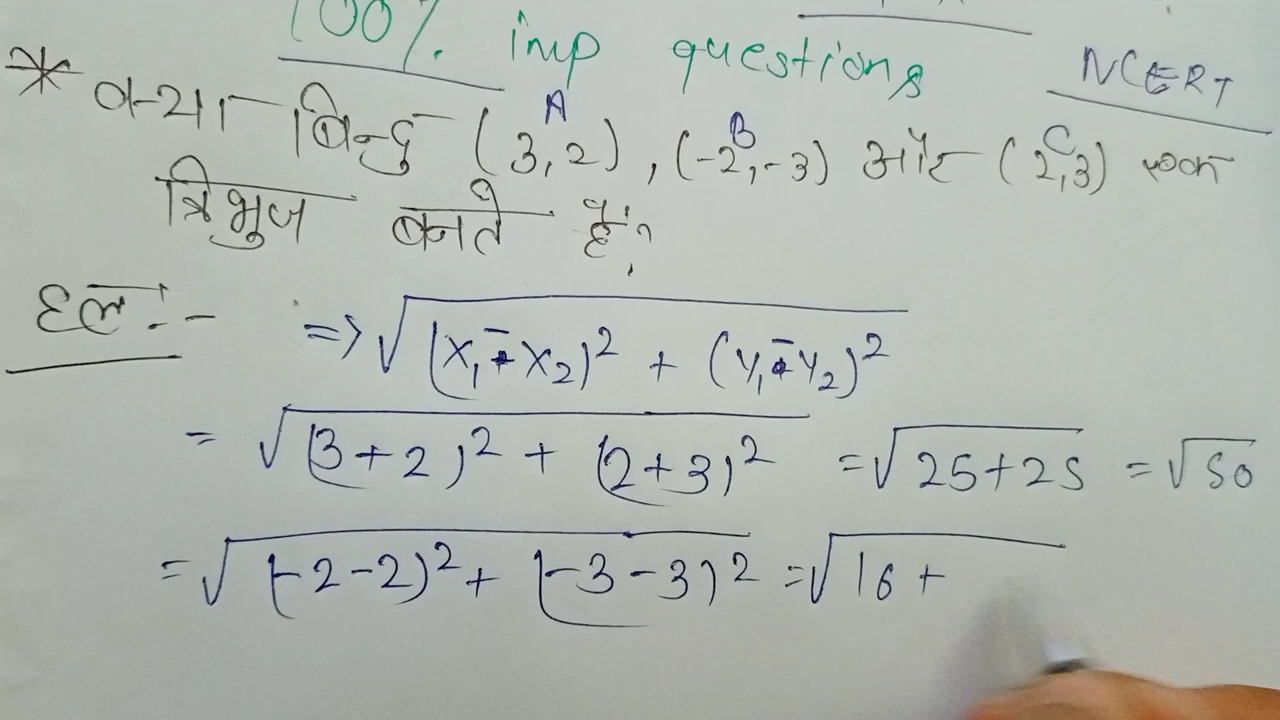 100% imp questions
NCERT
* क्या बिन्दु (3,2), (-2,-3) और (2,3) एक
A B C
त्रिभुज बनते हैं?
हल :-
=> √(x₁-x₂)² + (y₁-y₂)²
= √(3+2)² + (2+3)² = √25+25 = √50
= √(-2-2)² + (-3-3)² = √16+